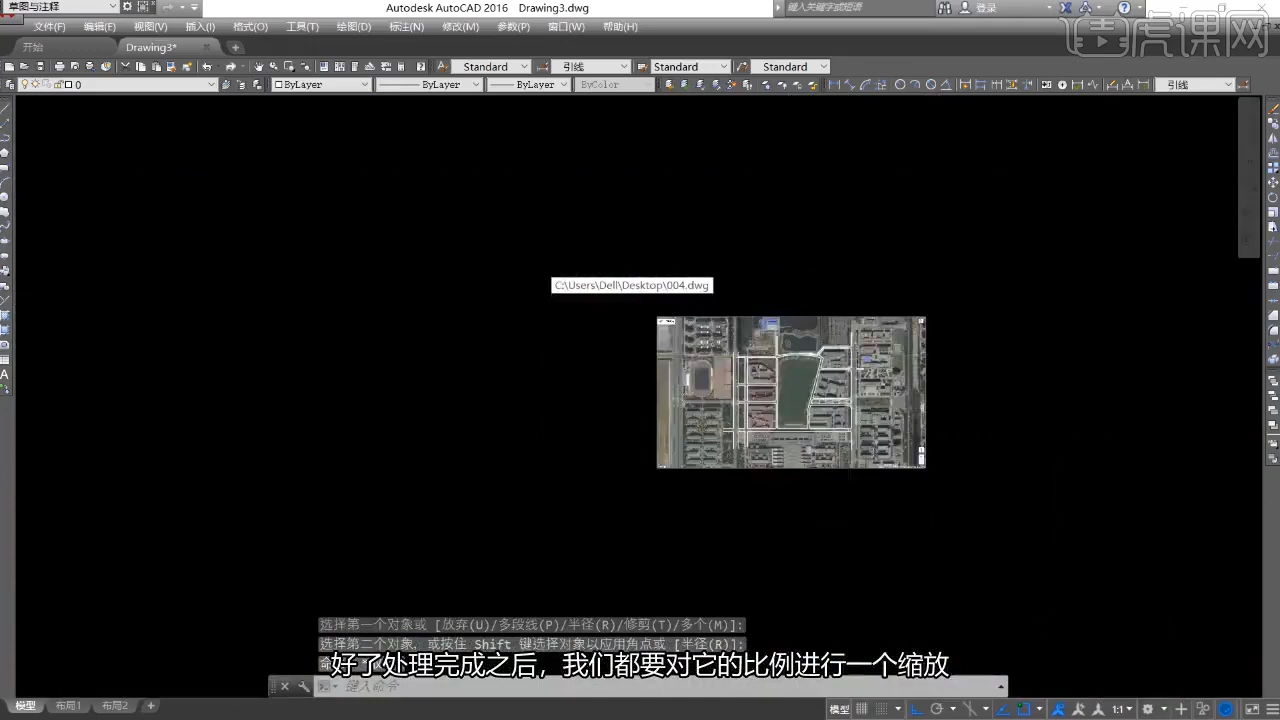 草图与注释
Autodesk AutoCAD 2016 Drawing3.dwg
键入关键字或短语
登录
文件(F) 编辑(E) 视图(V) 插入(I) 格式(O) 工具(T) 绘图(D) 标注(N) 修改(M) 参数(P) 窗口(W) 帮助(H)
虎课网
开始 Drawing3*
Standard 引线 Standard Standard
0 ByLayer ByLayer ByLayer ByColor 引线
C:\Users\Dell\Desktop\004.dwg
选择第一个对象或 [放弃(U)/多段线(P)/半径(R)/修剪(T)/多个(M)]:
选择第二个对象，或按住 Shift 键选择对象以应用角点或 [半径(R)]:
好了处理完成之后，我们都要对它的比例进行一个缩放
键入命令
模型 布局1 布局2 +
模型 1:1